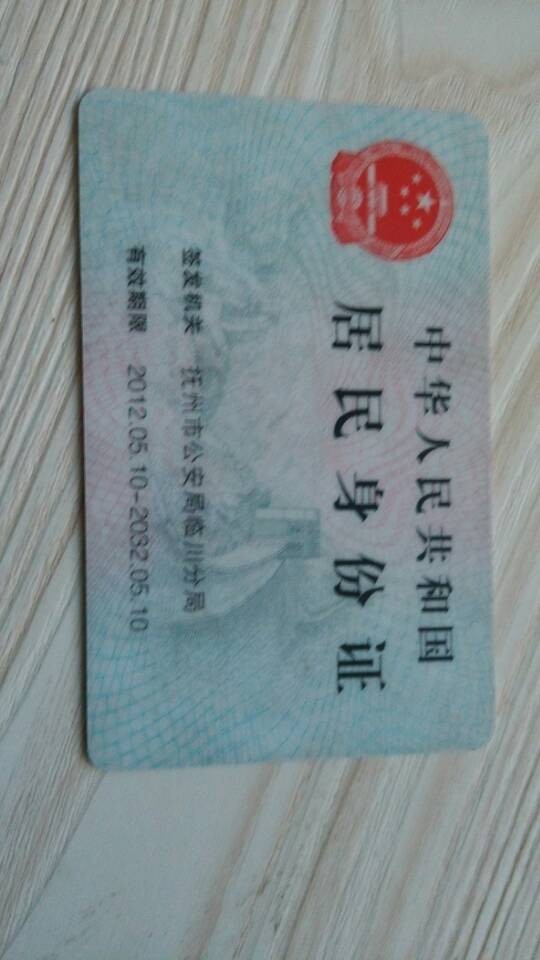 中华人民共和国
居民身份证
签发机关 抚州市公安局临川分局
有效期限 2012.05.10-2032.05.10